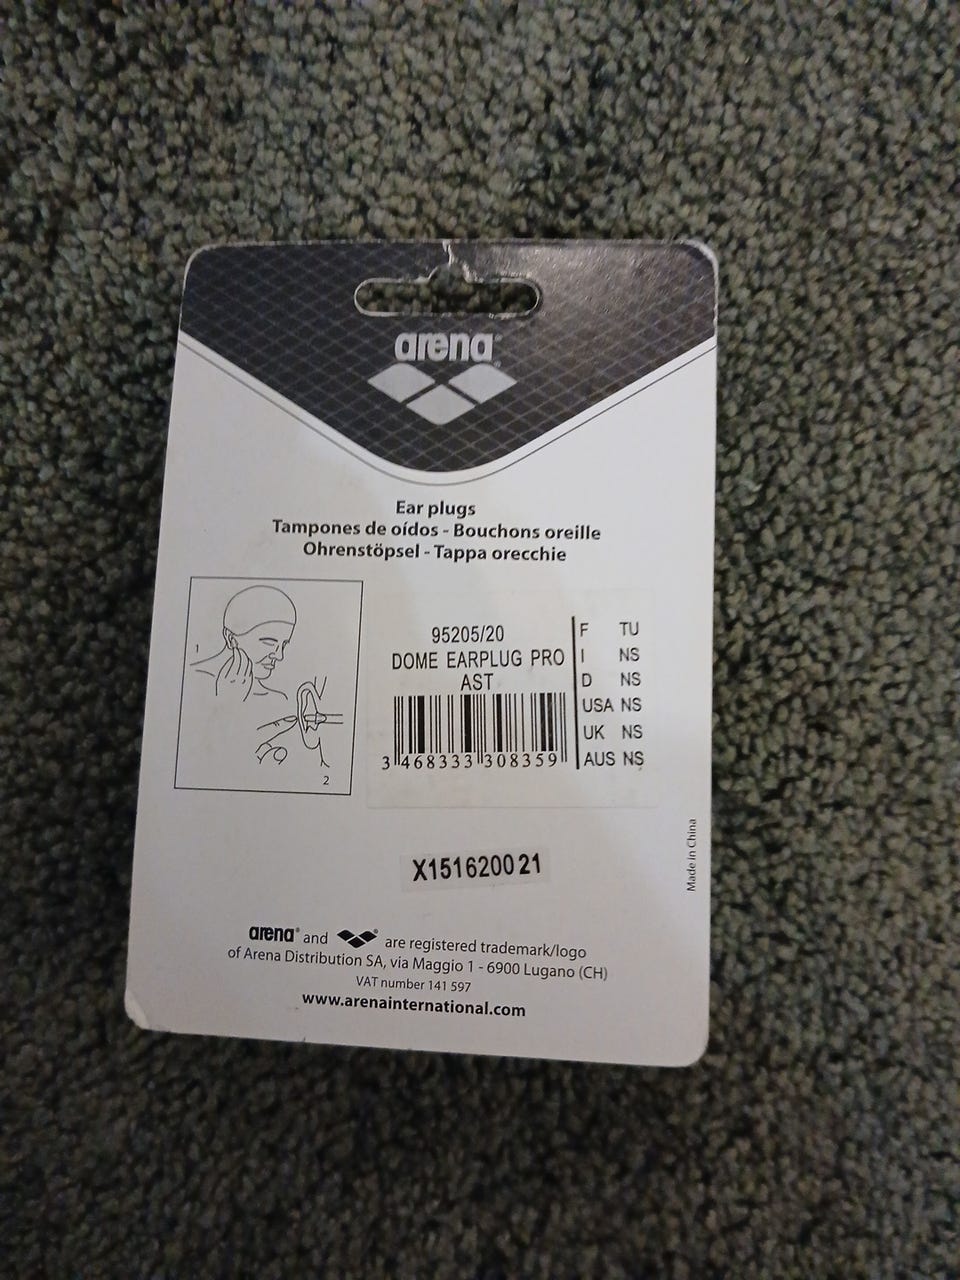 arena
Ear plugs
Tampones de oídos - Bouchons oreille
Ohrenstöpsel - Tappa orecchie
1
2
95205/20
DOME EARPLUG PRO
AST
3 468333 308359
F TU
I NS
D NS
USA NS
UK NS
AUS NS
Made in China
X151620021
arena® and ® are registered trademark/logo
of Arena Distribution SA, via Maggio 1 - 6900 Lugano (CH)
VAT number 141 597
www.arenainternational.com